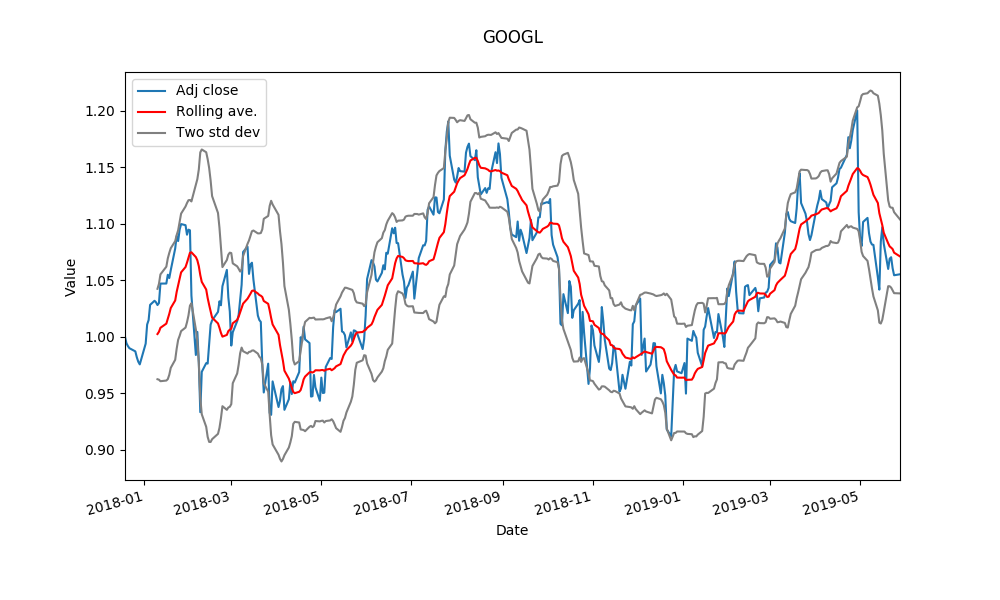 GOOGL
Adj close
Rolling ave.
Two std dev
1.20
1.15
1.10
1.05
1.00
0.95
0.90
Value
2018-01
2018-03
2018-05
2018-07
2018-09
2018-11
2019-01
2019-03
2019-05
Date